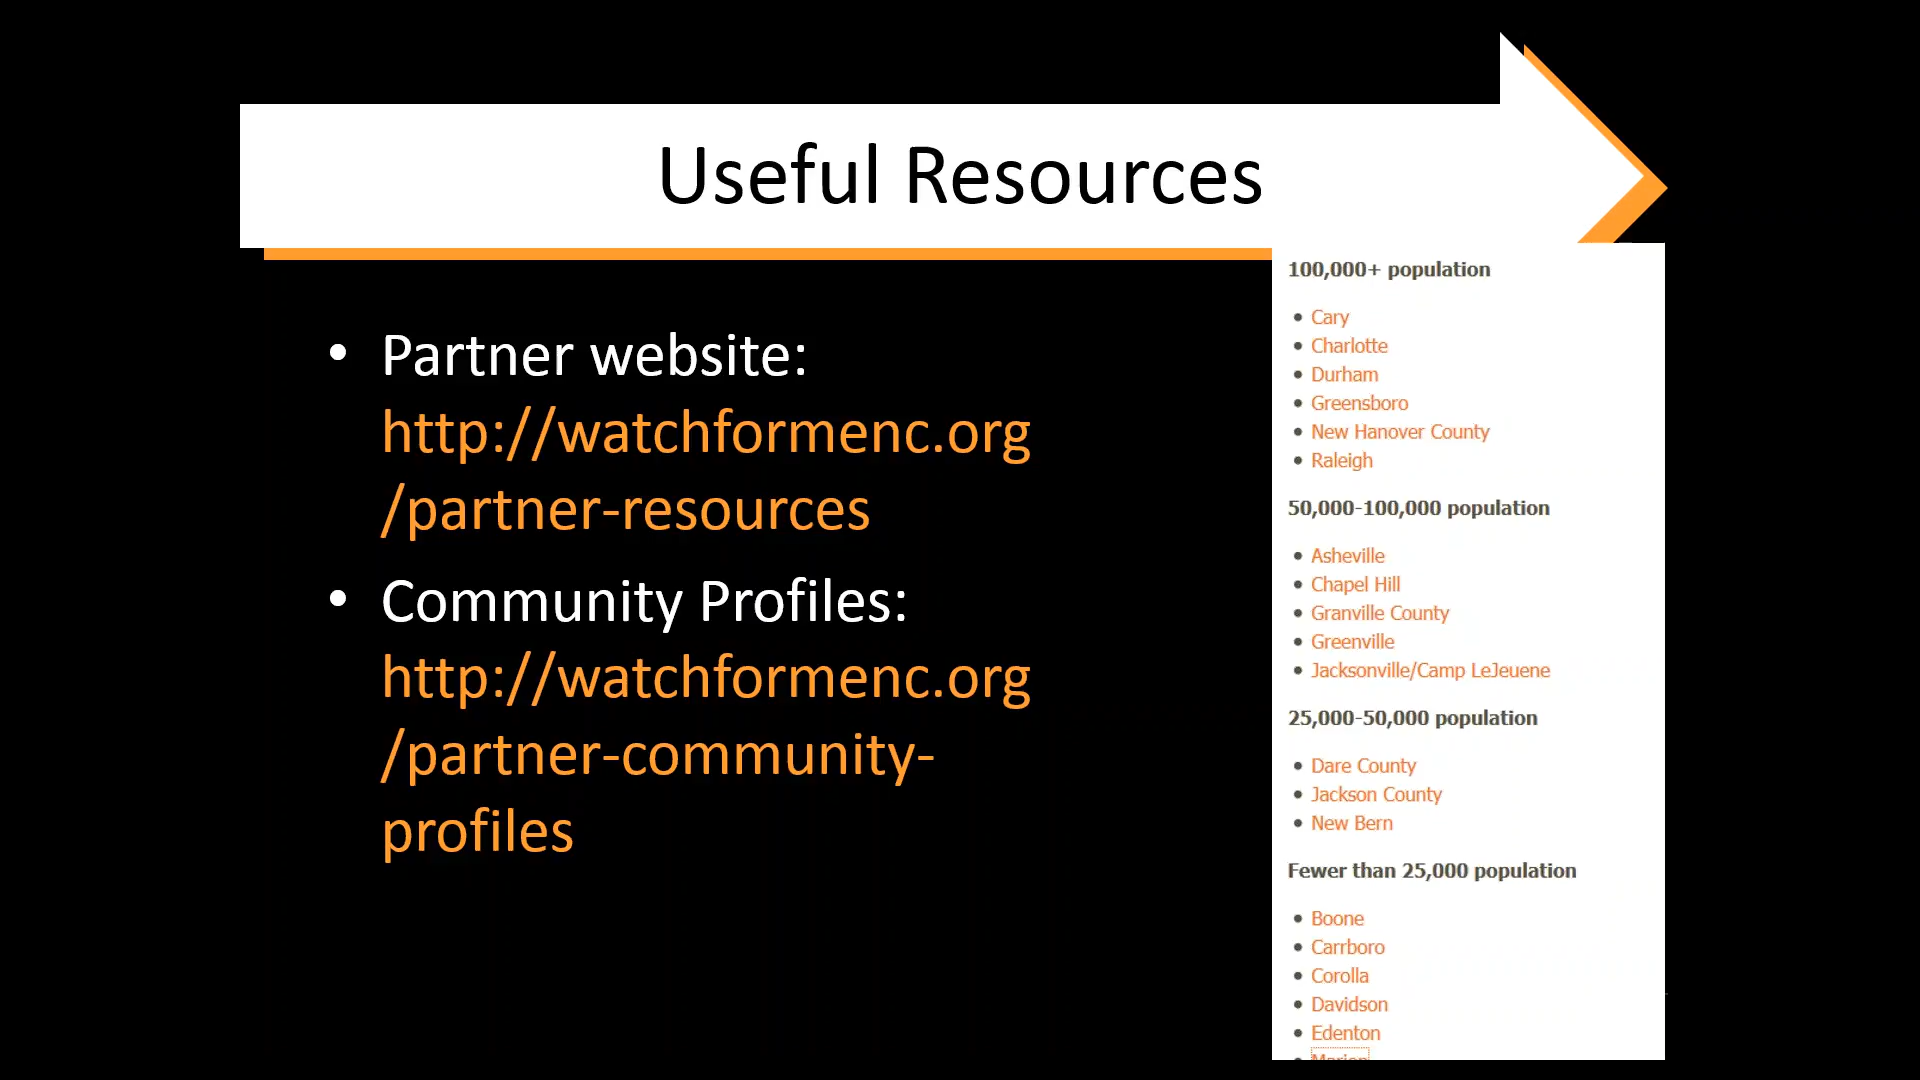 Useful Resources
• Partner website:
http://watchformenc.org
/partner-resources
• Community Profiles:
http://watchformenc.org
/partner-community-
profiles
100,000+ population
• Cary
• Charlotte
• Durham
• Greensboro
• New Hanover County
• Raleigh
50,000-100,000 population
• Asheville
• Chapel Hill
• Granville County
• Greenville
• Jacksonville/Camp LeJeuene
25,000-50,000 population
• Dare County
• Jackson County
• New Bern
Fewer than 25,000 population
• Boone
• Carrboro
• Corolla
• Davidson
• Edenton